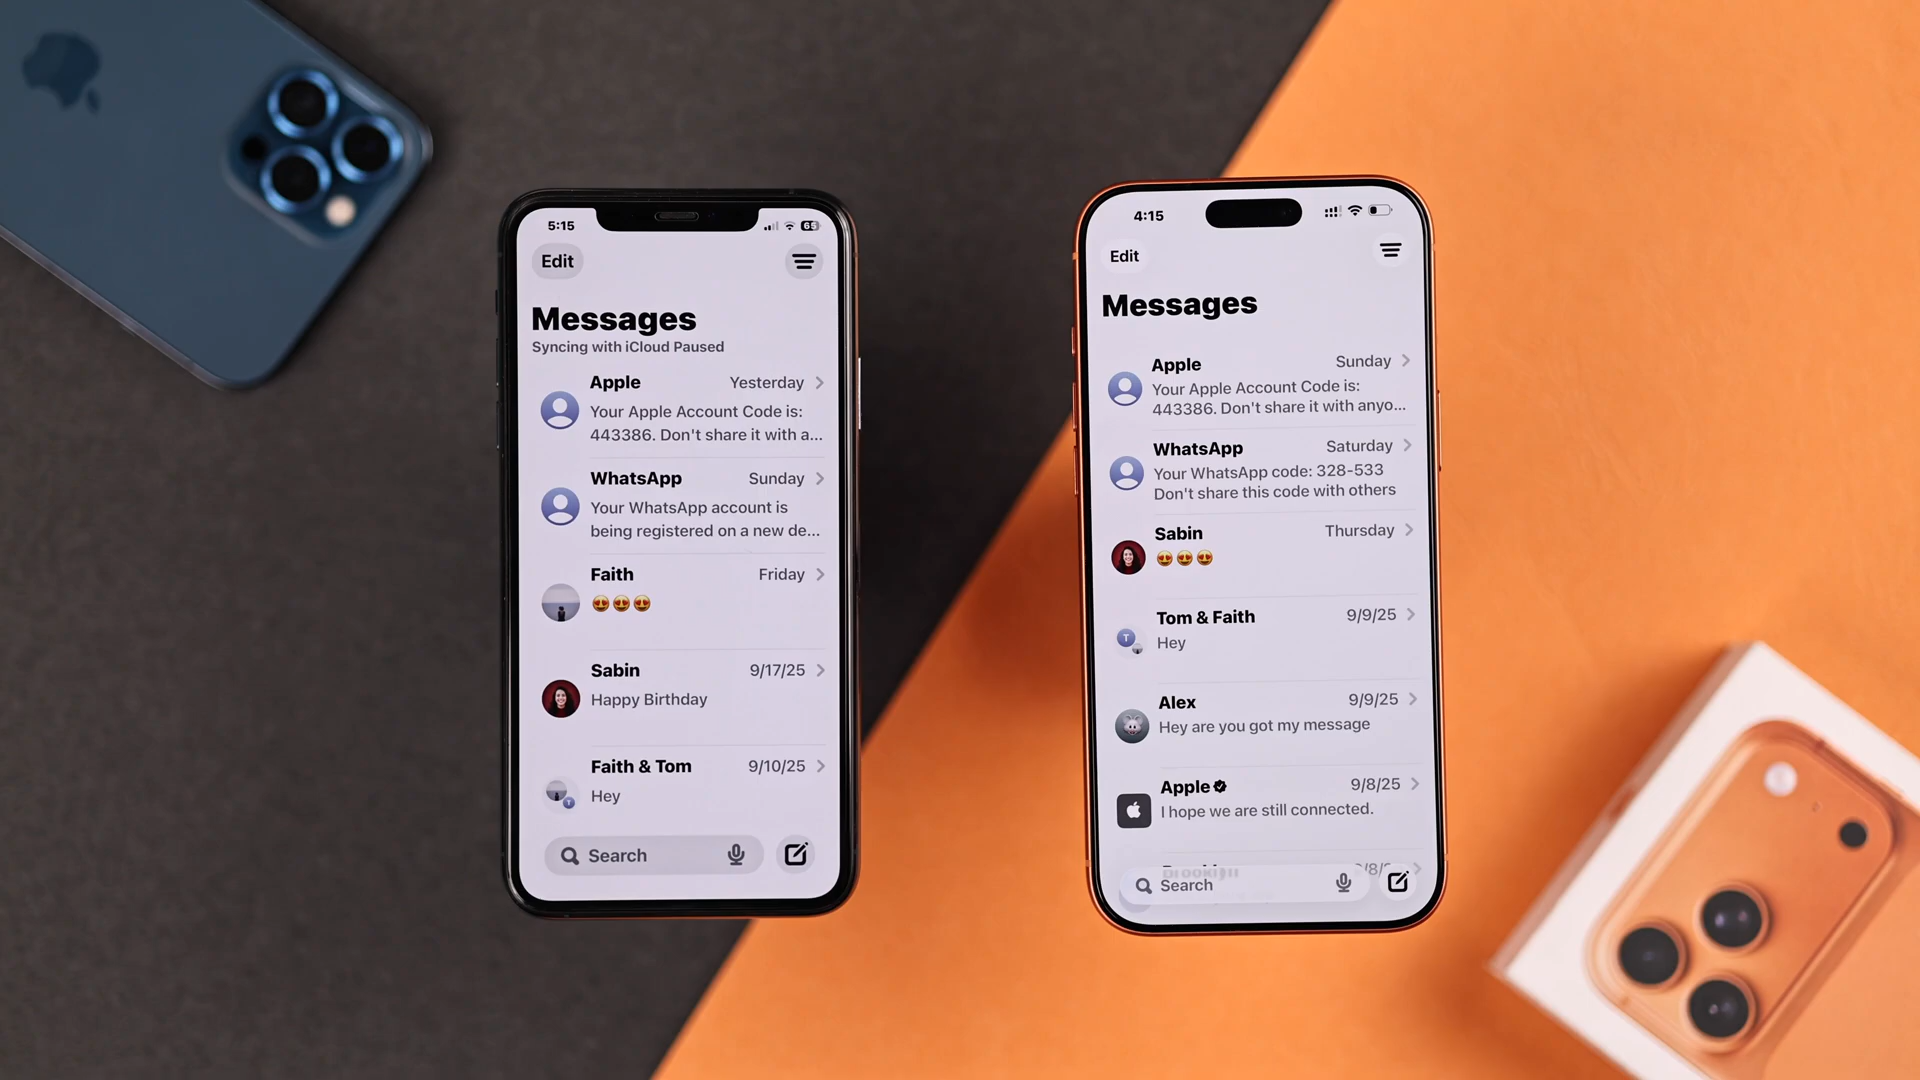 5:15
65
Edit
Messages
Syncing with iCloud Paused
Apple Yesterday
Your Apple Account Code is:
443386. Don't share it with a...
WhatsApp Sunday
Your WhatsApp account is
being registered on a new de...
Faith Friday
😍😍😍
Sabin 9/17/25
Happy Birthday
Faith & Tom 9/10/25
T
Hey
Search
4:15
Edit
Messages
Apple Sunday
Your Apple Account Code is:
443386. Don't share it with anyo...
WhatsApp Saturday
Your WhatsApp code: 328-533
Don't share this code with others
Sabin Thursday
😍😍😍
Tom & Faith 9/9/25
T
Hey
Alex 9/9/25
Hey are you got my message
Apple 9/8/25
I hope we are still connected.
Search